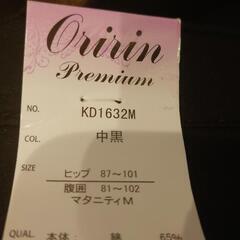 Oririn
Premium
NO. KD1632M
COL. 中黒
SIZE
ヒップ 87～101
腹囲 81～102
マタニティM
QUAL. 本体: 綿 65%